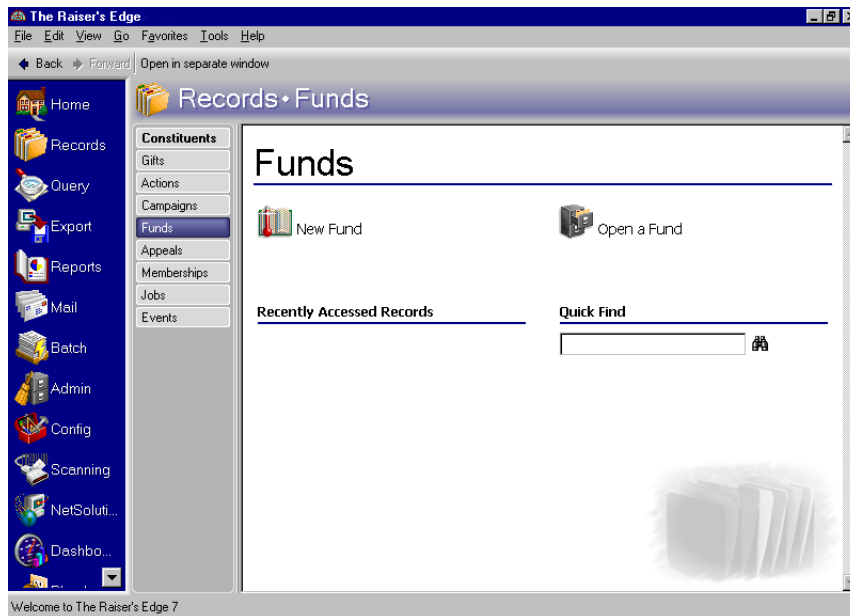 The Raiser's Edge
File Edit View Go Favorites Tools Help
Back Forward Open in separate window
Records • Funds
Home
Records
Query
Export
Reports
Mail
Batch
Admin
Config
Scanning
NetSoluti...
Dashbo...
Constituents
Gifts
Actions
Campaigns
Funds
Appeals
Memberships
Jobs
Events
Funds
New Fund
Open a Fund
Recently Accessed Records
Quick Find
Welcome to The Raiser's Edge 7